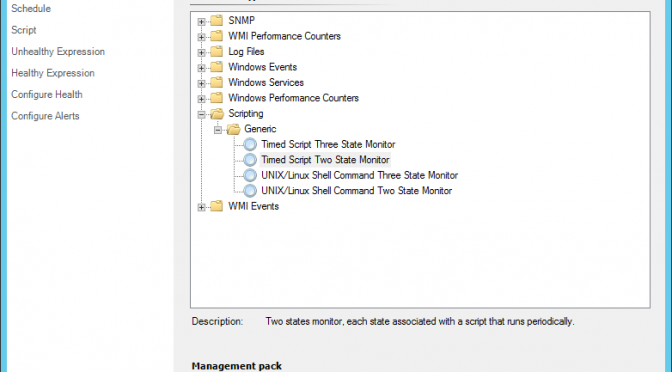 Schedule
Script
Unhealthy Expression
Healthy Expression
Configure Health
Configure Alerts
SNMP
WMI Performance Counters
Log Files
Windows Events
Windows Services
Windows Performance Counters
Scripting
Generic
Timed Script Three State Monitor
Timed Script Two State Monitor
UNIX/Linux Shell Command Three State Monitor
UNIX/Linux Shell Command Two State Monitor
WMI Events
Description: Two states monitor, each state associated with a script that runs periodically.
Management pack